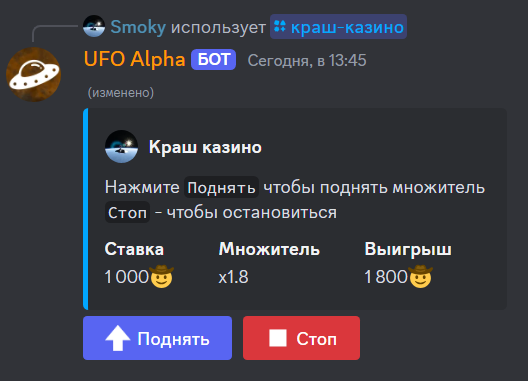 Smoky использует краш-казино
UFO Alpha БОТ Сегодня, в 13:45
(изменено)
Краш казино
Нажмите Поднять чтобы поднять множитель
Стоп - чтобы остановиться
Ставка Множитель Выигрыш
1 000🤠 x1.8 1 800🤠
Поднять Стоп